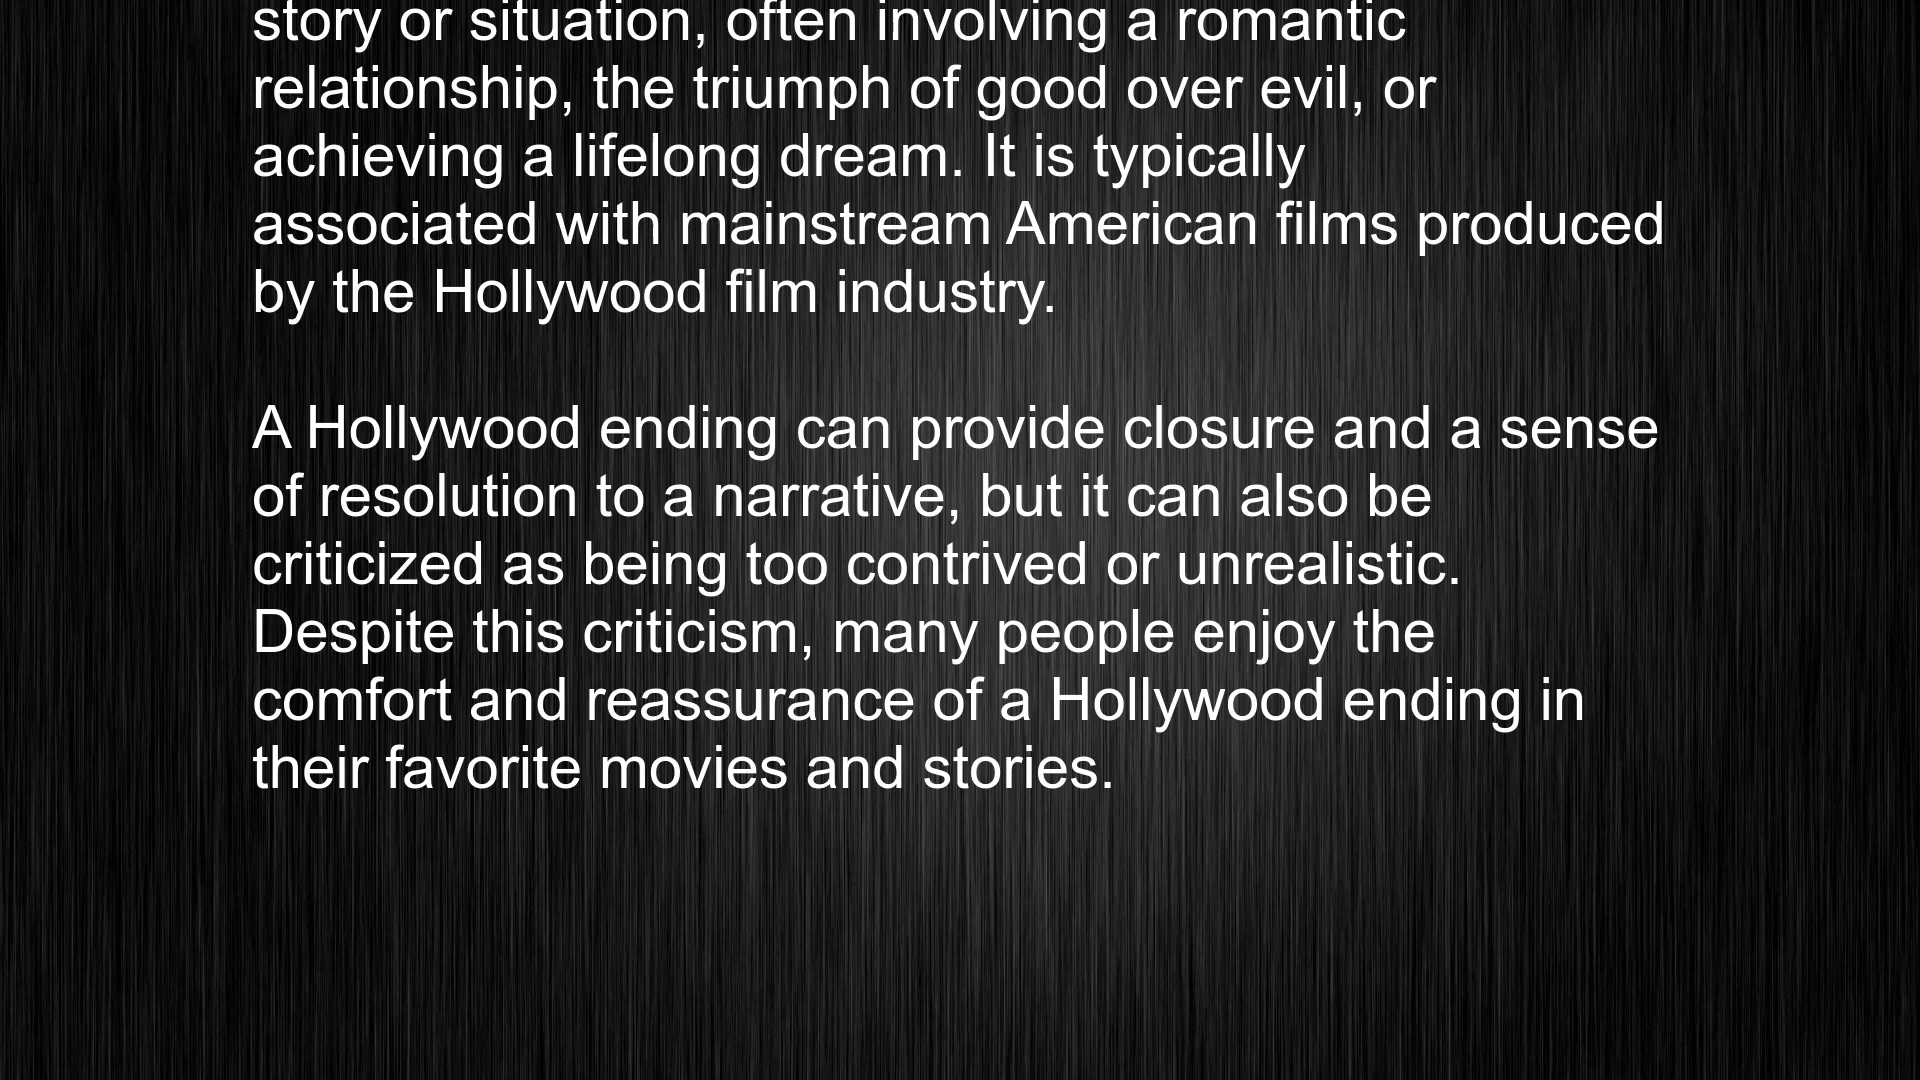 story or situation, often involving a romantic
relationship, the triumph of good over evil, or
achieving a lifelong dream. It is typically
associated with mainstream American films produced
by the Hollywood film industry.
A Hollywood ending can provide closure and a sense
of resolution to a narrative, but it can also be
criticized as being too contrived or unrealistic.
Despite this criticism, many people enjoy the
comfort and reassurance of a Hollywood ending in
their favorite movies and stories.